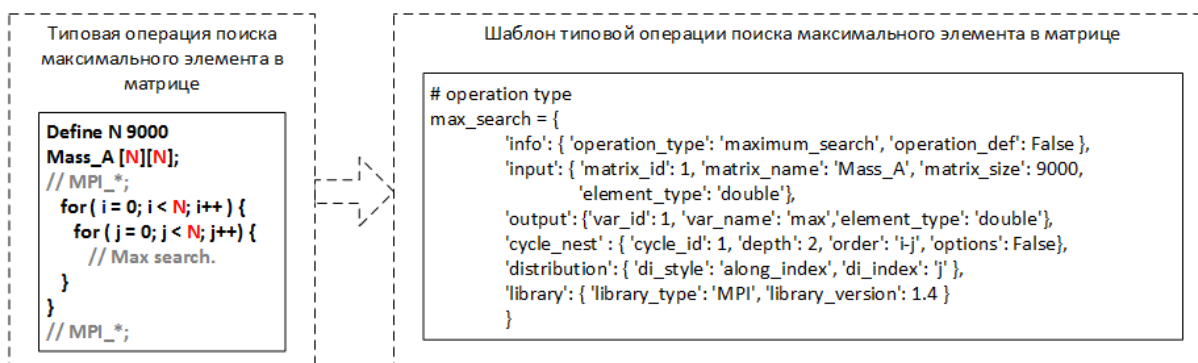 Типовая операция поиска
максимального элемента в
матрице
Define N 9000
Mass_A [N][N];
// MPI_*;
for ( i = 0; i < N; i++ ) {
for ( j = 0; j < N; j++) {
// Max search.
}
}
// MPI_*;
Шаблон типовой операции поиска максимального элемента в матрице
# operation type
max_search = {
'info': { 'operation_type': 'maximum_search', 'operation_def': False },
'input': { 'matrix_id': 1, 'matrix_name': 'Mass_A', 'matrix_size': 9000,
'element_type': 'double'},
'output': {'var_id': 1, 'var_name': 'max','element_type': 'double'},
'cycle_nest' : { 'cycle_id': 1, 'depth': 2, 'order': 'i-j', 'options': False},
'distribution': { 'di_style': 'along_index', 'di_index': 'j' },
'library': { 'library_type': 'MPI', 'library_version': 1.4 }
}